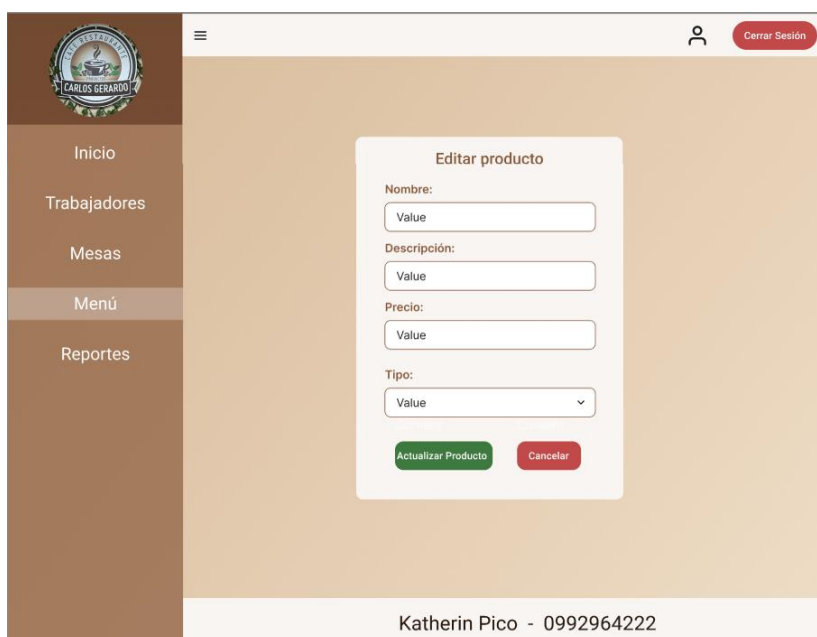 CAFÉ RESTAURANTE
CARLOS GERARDO
Cerrar Sesión
Inicio
Trabajadores
Mesas
Menú
Reportes
Editar producto
Nombre:
Value
Descripción:
Value
Precio:
Value
Tipo:
Value
Actualizar Producto
Cancelar
Katherin Pico - 0992964222